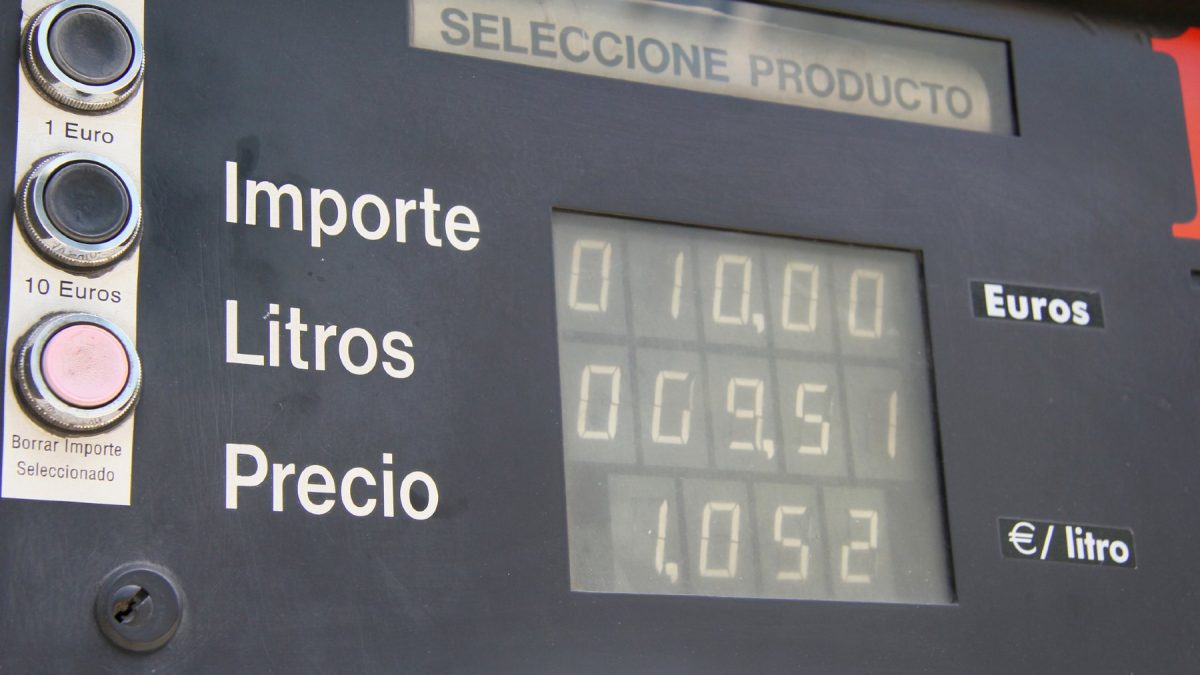 SELECCIONE PRODUCTO
1 Euro
10 Euros
Borrar Importe
Seleccionado
Importe 010,00 Euros
Litros 009,51
Precio 1,052 €/ litro